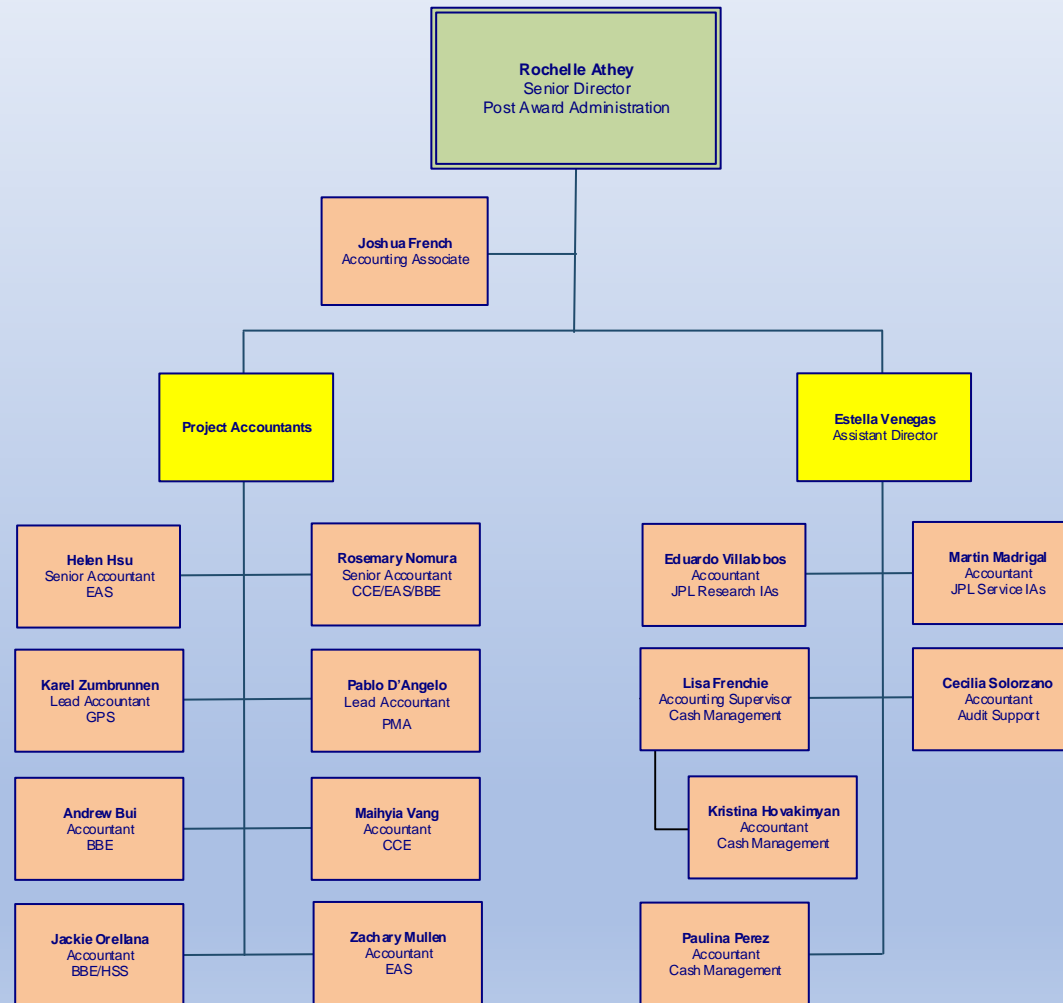 Rochelle Athey
Senior Director
Post Award Administration
Joshua French
Accounting Associate
Project Accountants
Estella Venegas
Assistant Director
Helen Hsu
Senior Accountant
EAS
Rosemary Nomura
Senior Accountant
CCE/EAS/BBE
Eduardo Villalobos
Accountant
JPL Research IAs
Martin Madrigal
Accountant
JPL Service IAs
Karel Zumbrunnen
Lead Accountant
GPS
Pablo D'Angelo
Lead Accountant
PMA
Lisa Frenchie
Accounting Supervisor
Cash Management
Cecilia Solorzano
Accountant
Audit Support
Andrew Bui
Accountant
BBE
Maihyia Vang
Accountant
CCE
Kristina Hovakimyan
Accountant
Cash Management
Jackie Orellana
Accountant
BBE/HSS
Zachary Mullen
Accountant
EAS
Paulina Perez
Accountant
Cash Management